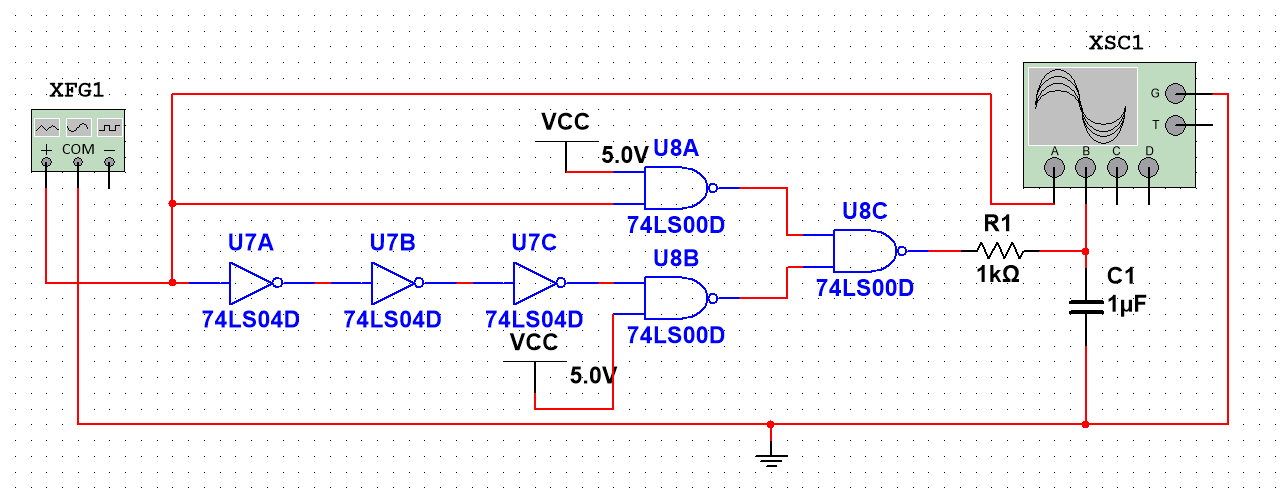 XSC1
XFG1
COM
G
T
A B C D
VCC
5.0V
U8A
74LS00D
U8C
74LS00D
R1
1kΩ
U7A
74LS04D
U7B
74LS04D
U7C
74LS04D
U8B
74LS00D
C1
1µF
VCC
5.0V